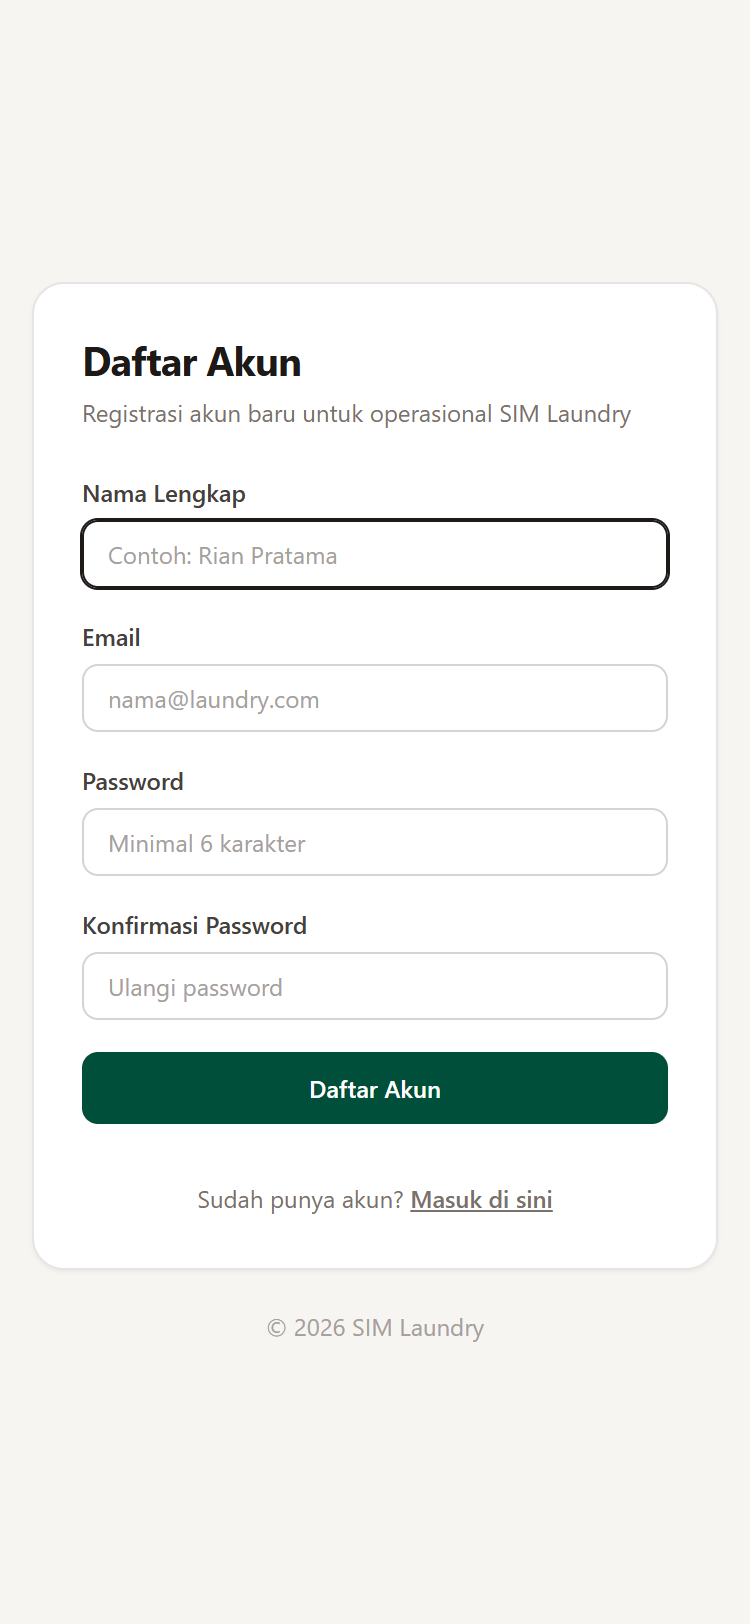 Daftar Akun
Registrasi akun baru untuk operasional SIM Laundry
Nama Lengkap
Contoh: Rian Pratama
Email
nama@laundry.com
Password
Minimal 6 karakter
Konfirmasi Password
Ulangi password
Daftar Akun
Sudah punya akun? Masuk di sini
© 2026 SIM Laundry